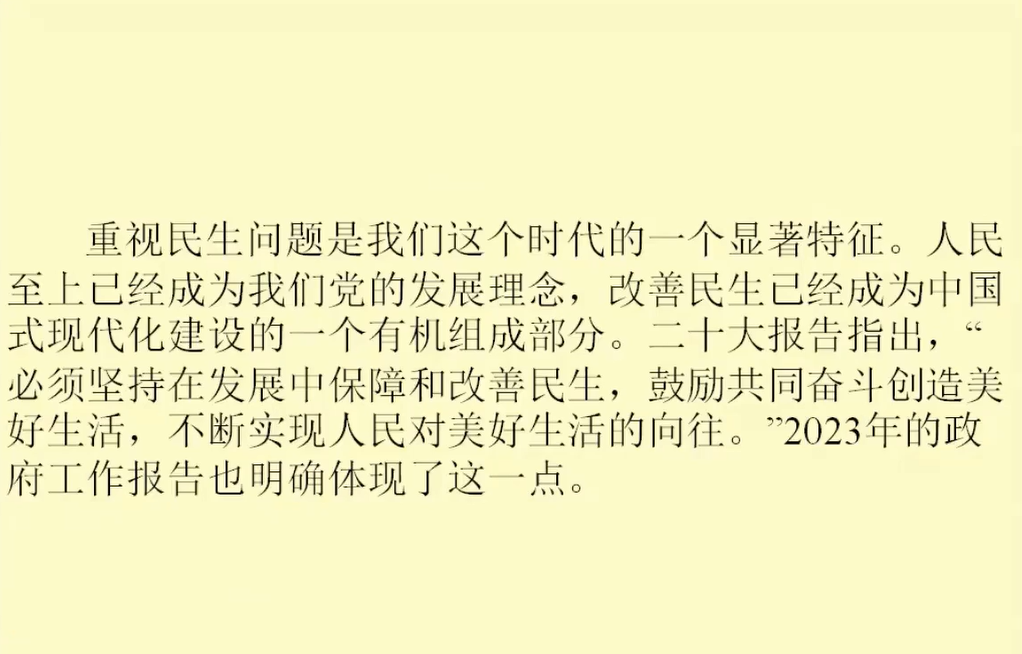 重视民生问题是我们这个时代的一个显著特征。人民
至上已经成为我们党的发展理念，改善民生已经成为中国
式现代化建设的一个有机组成部分。二十大报告指出，“
必须坚持在发展中保障和改善民生，鼓励共同奋斗创造美
好生活，不断实现人民对美好生活的向往。”2023年的政
府工作报告也明确体现了这一点。